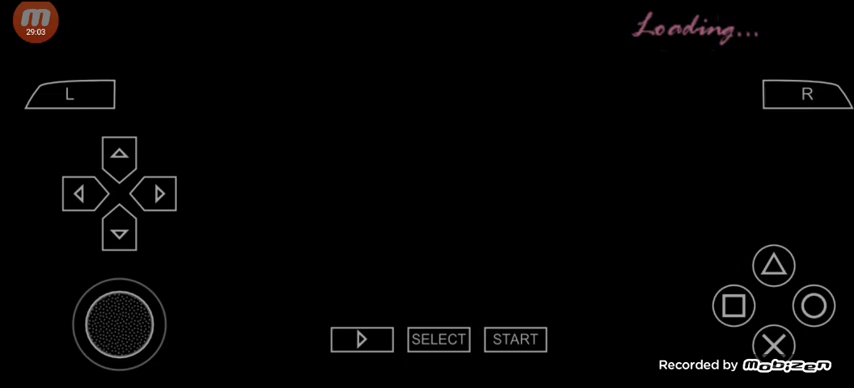 29:03
Loading...
L
R
SELECT
START
Recorded by mobizen